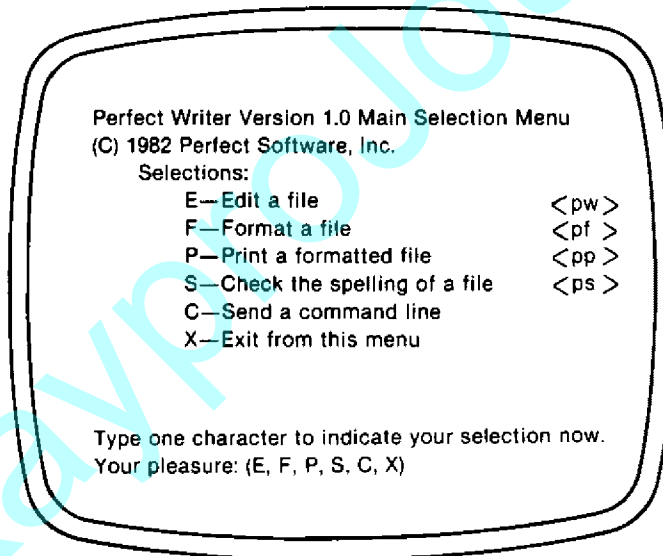 Perfect Writer Version 1.0 Main Selection Menu
(C) 1982 Perfect Software, Inc.
Selections:
E—Edit a file <pw>
F—Format a file <pf >
P—Print a formatted file <pp >
S—Check the spelling of a file <ps >
C—Send a command line
X—Exit from this menu
Type one character to indicate your selection now.
Your pleasure: (E, F, P, S, C, X)